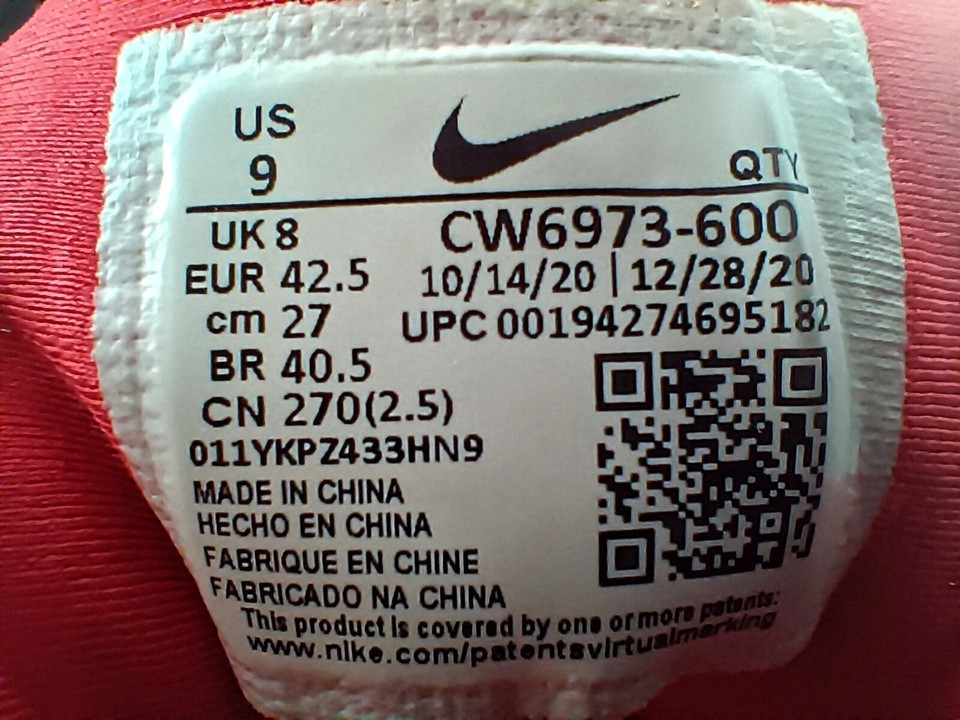 US
9
QTY
UK 8
CW6973-600
EUR 42.5
10/14/20 | 12/28/20
cm 27
UPC 00194274695182
BR 40.5
CN 270(2.5)
011YKPZ433HN9
MADE IN CHINA
HECHO EN CHINA
FABRIQUE EN CHINE
FABRICADO NA CHINA
This product is covered by one or more patents:
www.nike.com/patentsvirtualmarking